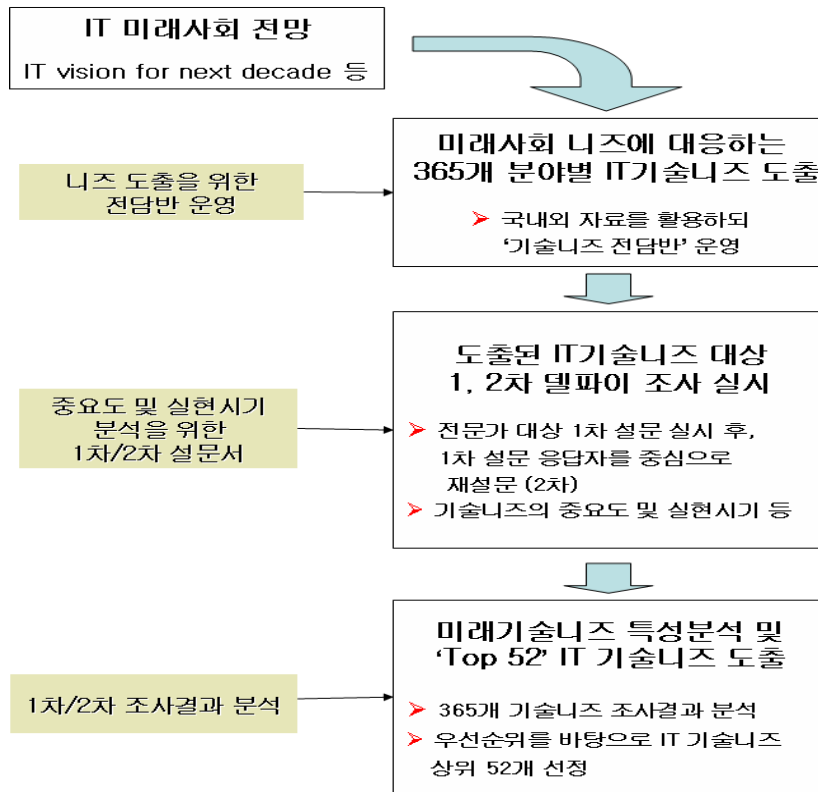 IT 미래사회 전망
IT vision for next decade 등
미래사회 니즈에 대응하는
365개 분야별 IT기술니즈 도출
니즈 도출을 위한
전담반 운영
➢ 국내외 자료를 활용하되
‘기술니즈 전담반’ 운영
도출된 IT기술니즈 대상
1, 2차 델파이 조사 실시
중요도 및 실현시기
분석을 위한
1차/2차 설문서
➢ 전문가 대상 1차 설문 실시 후,
1차 설문 응답자를 중심으로
재설문 (2차)
➢ 기술니즈의 중요도 및 실현시기 등
미래기술니즈 특성분석 및
‘Top 52’ IT 기술니즈 도출
1차/2차 조사결과 분석
➢ 365개 기술니즈 조사결과 분석
➢ 우선순위를 바탕으로 IT 기술니즈
상위 52개 선정